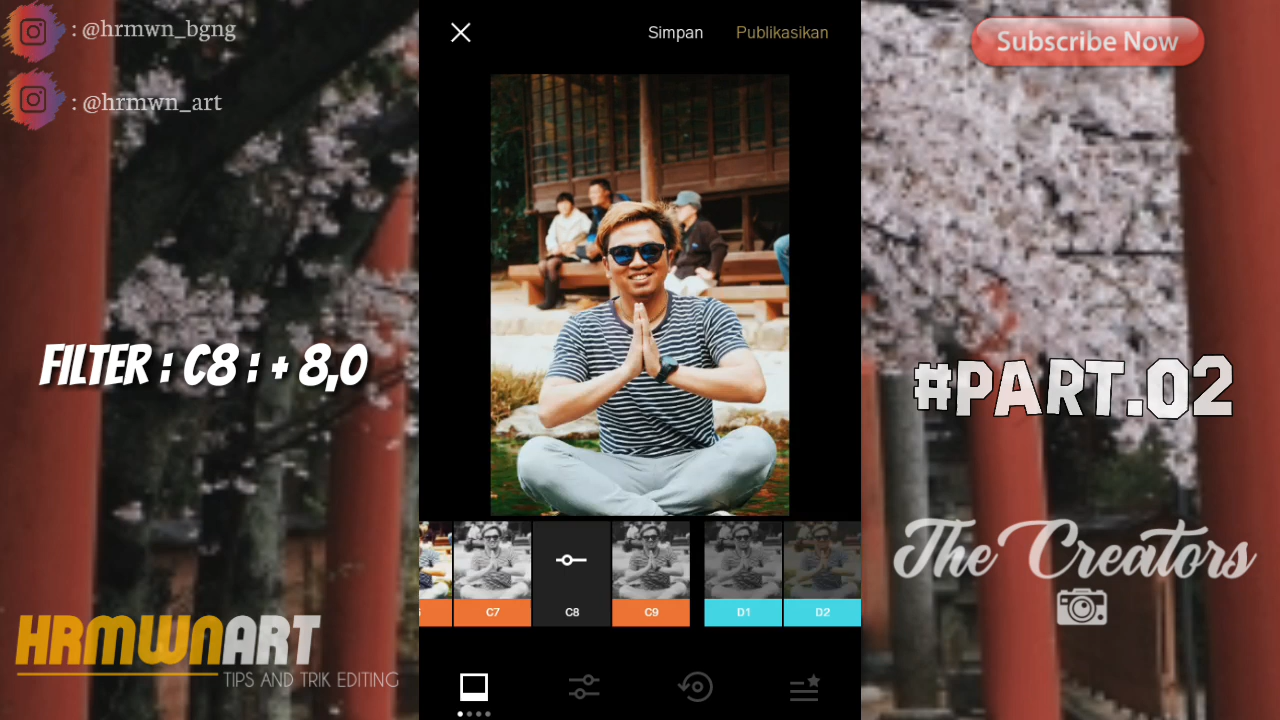 : @hrmwn_bgng
: @hrmwn_art
Simpan
Publikasikan
Subscribe Now
FILTER : C8 : + 8,0
#PART.02
C7
C8
C9
D1
D2
The Creators
HRMWNART
TIPS AND TRIK EDITING